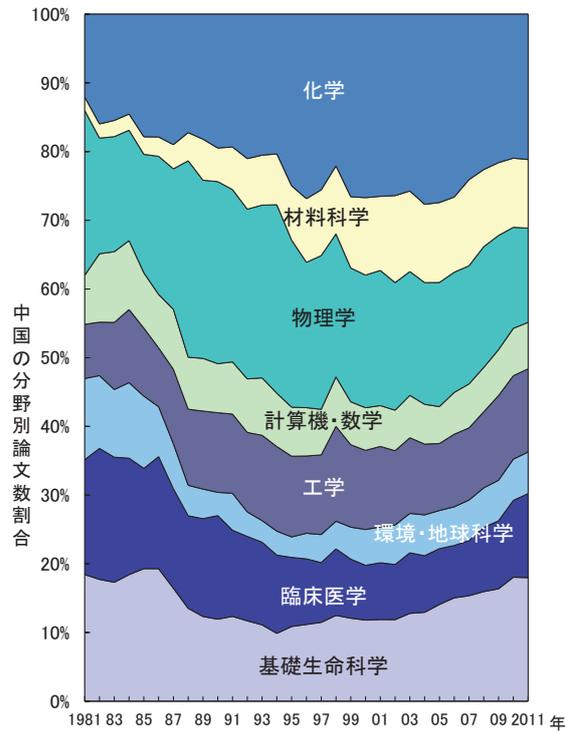 100%
90%
80%
70%
60%
50%
40%
30%
20%
10%
0%
中国の分野別論文数割合
化学
材料科学
物理学
計算機・数学
工学
環境・地球科学
臨床医学
基礎生命科学
1981 83 85 87 89 91 93 95 97 99 01 03 05 07 09 2011 年